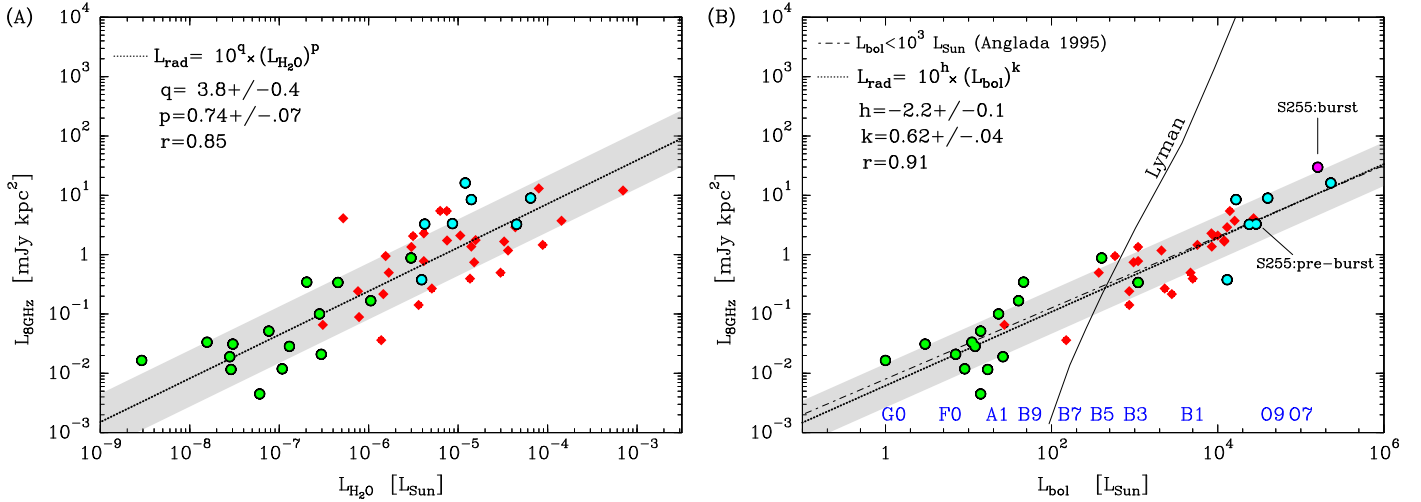 (A)
L_rad= 10^q×(L_H₂O)^p
q= 3.8+/−0.4
p=0.74+/−.07
r=0.85
10^4
10^3
10^2
10^1
1
10^−1
10^−2
10^−3
L_8GHz [mJy kpc^2]
10^−9
10^−8
10^−7
10^−6
10^−5
10^−4
10^−3
L_H₂O [L_Sun]
(B)
L_bol<10^3 L_Sun (Anglada 1995)
L_rad= 10^h×(L_bol)^k
h=−2.2+/−0.1
k=0.62+/−.04
r=0.91
Lyman
S255:burst
S255:pre−burst
10^4
10^3
10^2
10^1
1
10^−1
10^−2
10^−3
L_8GHz [mJy kpc^2]
G0 F0 A1 B9 B7 B5 B3 B1 O9 O7
1
10^2
10^4
10^6
L_bol [L_Sun]